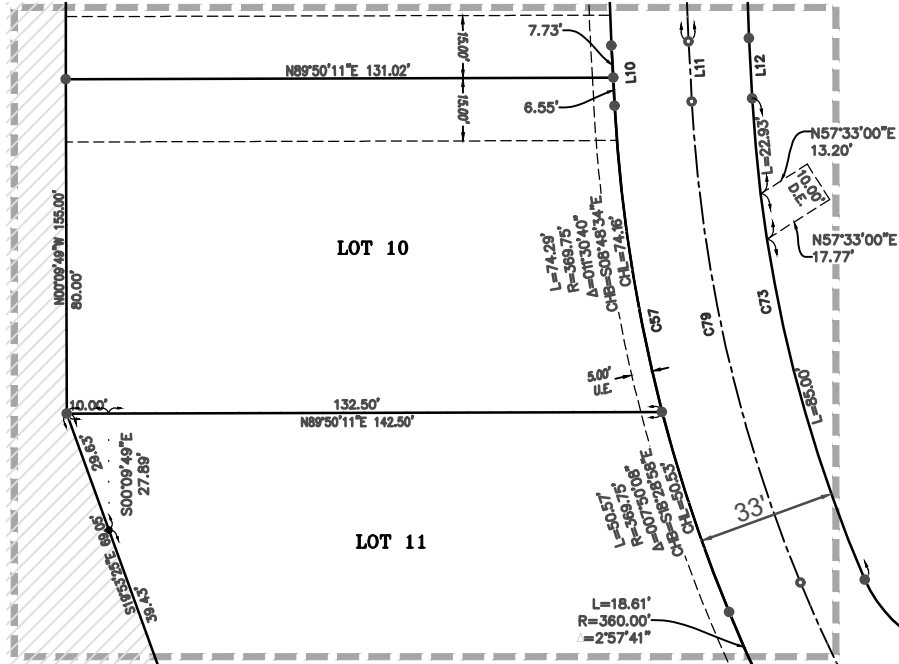 7.73'
15.00'
N89°50'11"E 131.02'
L10
L11
L12
15.00'
6.55'
L=22.93'
N57°33'00"E
13.20'
10.00'
D.E.
N57°33'00"E
17.77'
N00°09'49"W 155.00'
80.00'
LOT 10
L=74.29'
R=369.75'
Δ=011°30'40"
CHB=S08°48'34"E
CHL=74.16'
C57
C79
C73
5.00'
U.E.
L=85.00'
10.00'
132.50'
N89°50'11"E 142.50'
29.63'
S00°09'49"E
27.89'
S19°53'25"E 69.05'
39.43'
LOT 11
L=50.57'
R=369.75'
Δ=007°50'08"
CHB=S18°28'58"E
CHL=50.53'
33'
L=18.61'
R=360.00'
Δ=2°57'41"